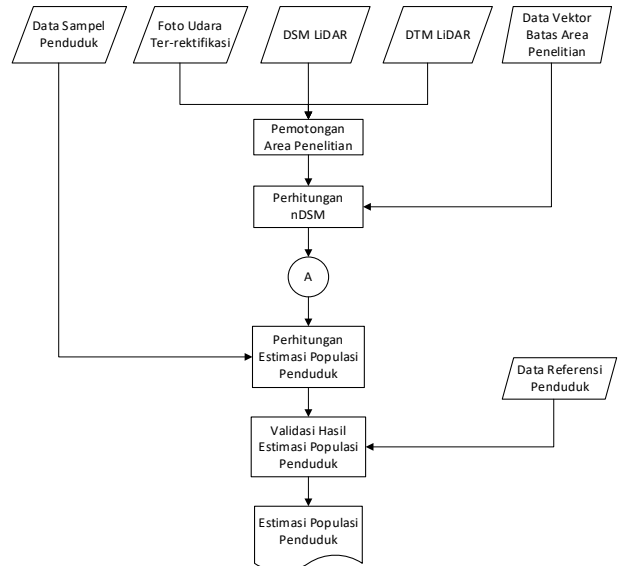 Data Sampel
Penduduk
Foto Udara
Ter-rektifikasi
DSM LiDAR
DTM LiDAR
Data Vektor
Batas Area
Penelitian
Pemotongan
Area Penelitian
Perhitungan
nDSM
A
Perhitungan
Estimasi Populasi
Penduduk
Data Referensi
Penduduk
Validasi Hasil
Estimasi Populasi
Penduduk
Estimasi Populasi
Penduduk